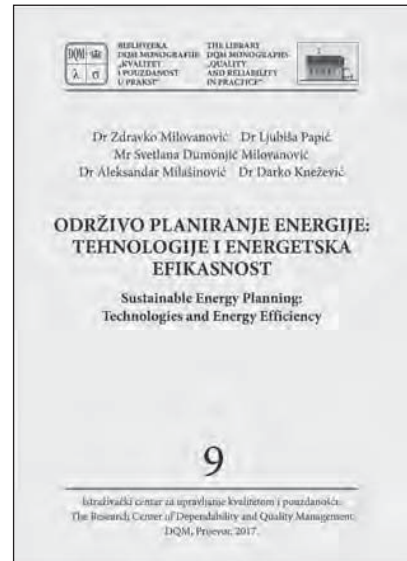 DQM
λ σ
BIBLIOTEKA
DQM MONOGRAFIJE
„KVALITET
I POUZDANOST
U PRAKSI“
THE LIBRARY
DQM MONOGRAPHS
„QUALITY
AND RELIABILITY
IN PRACTICE“
Dr Zdravko Milovanović Dr Ljubiša Papić
Mr Svetlana Dumonjić Milovanović
Dr Aleksandar Milašinović Dr Darko Knežević
ODRŽIVO PLANIRANJE ENERGIJE:
TEHNOLOGIJE I ENERGETSKA
EFIKASNOST
Sustainable Energy Planning:
Technologies and Energy Efficiency
9
Istraživački centar za upravljanje kvalitetom i pouzdanošću
The Research Center of Dependability and Quality Management
DQM, Prijevor, 2017.